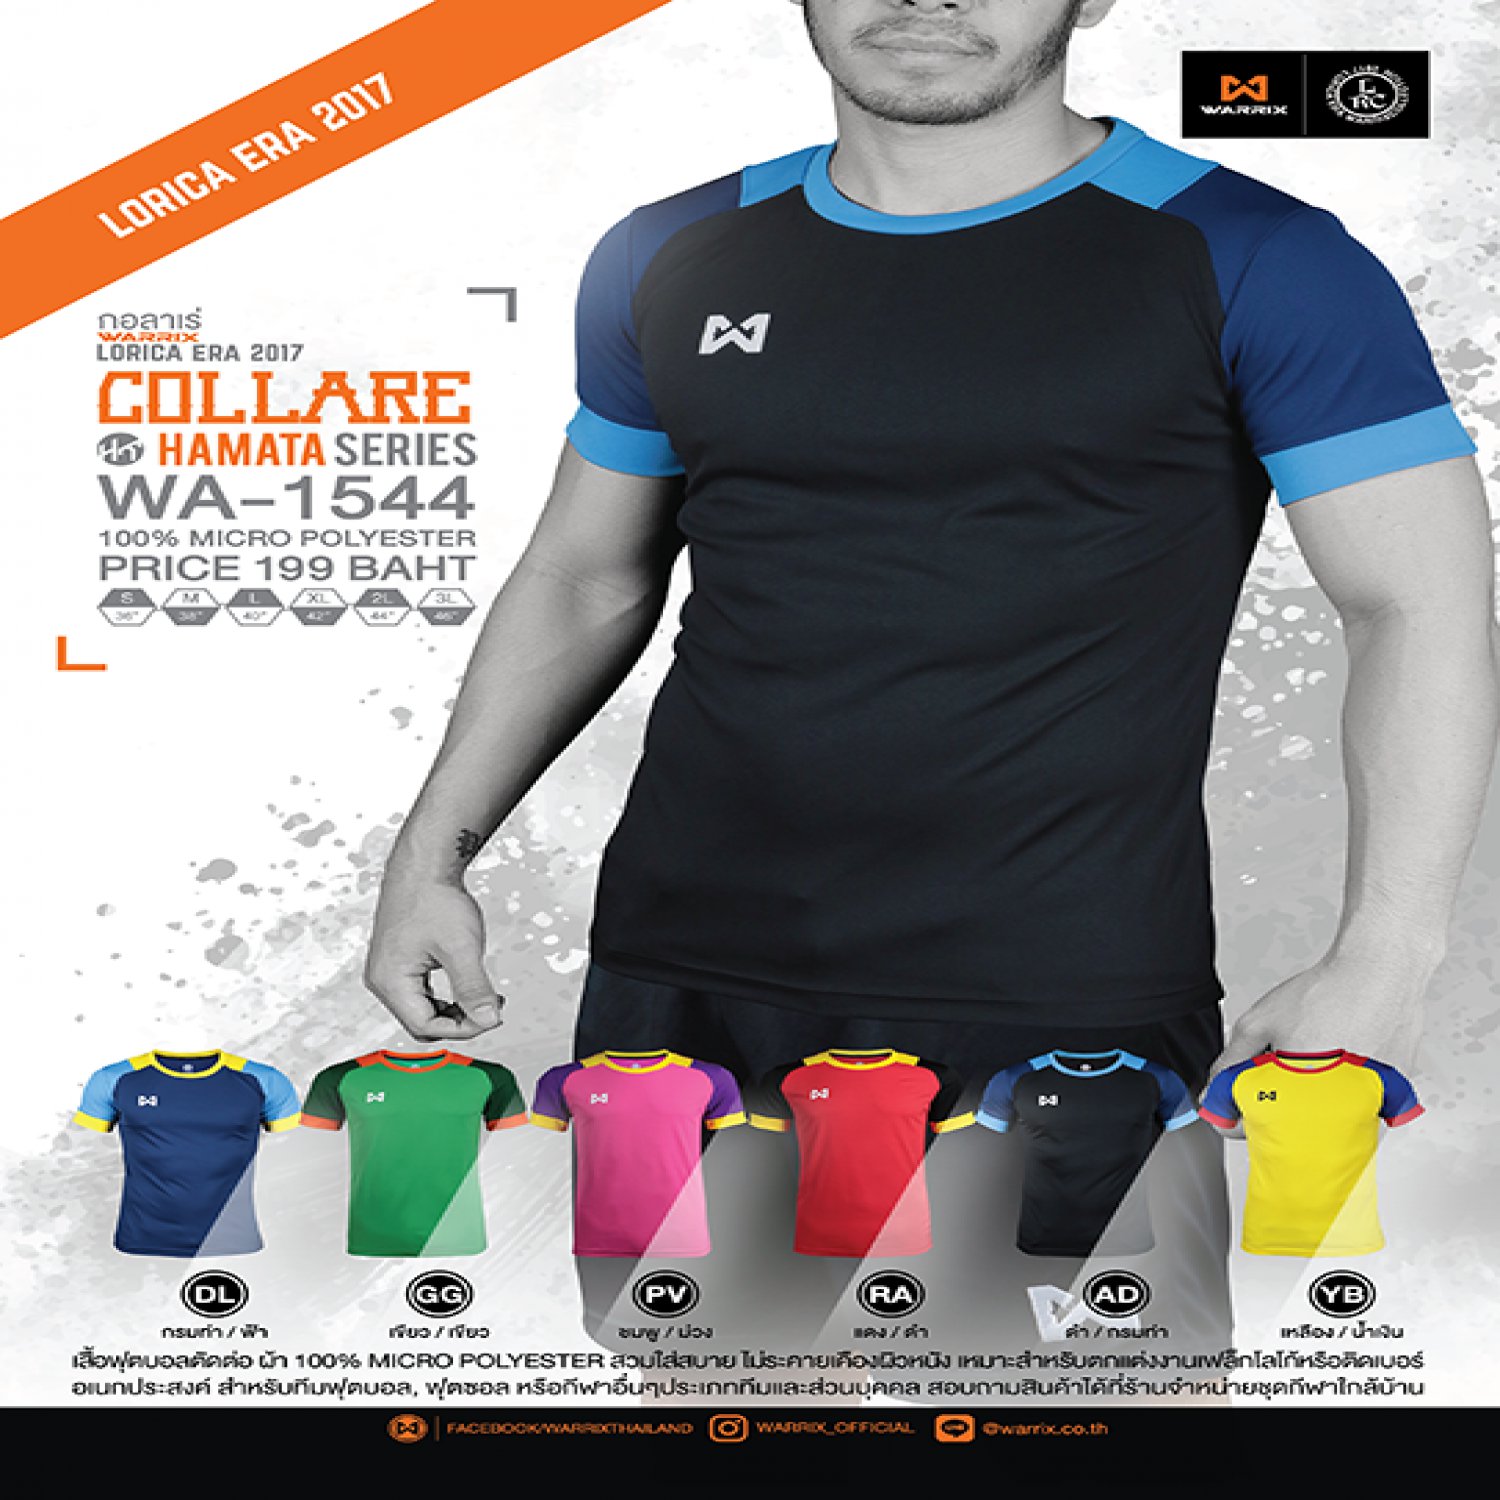 LORICA ERA 2017
WARRIX
LRC
กอลาเร่
WARRIX
LORICA ERA 2017
COLLARE
HAMATA SERIES
WA-1544
100% MICRO POLYESTER
PRICE 199 BAHT
S M L XL 2L 3L
36" 38" 40" 42" 44" 46"
DL GG PV RA AD YB
กรมท่า / ฟ้า เขียว / เขียว ชมพู / ม่วง แดง / ดำ ดำ / กรมท่า เหลือง / น้ำเงิน
เสื้อฟุตบอลตัดต่อ ผ้า 100% MICRO POLYESTER สวมใส่สบาย ไม่ระคายเคืองผิวหนัง เหมาะสำหรับตกแต่งงานเฟล็กโลโก้หรือติดเบอร์
อเนกประสงค์ สำหรับทีมฟุตบอล, ฟุตซอล หรือกีฬาอื่นๆประเภททีมและส่วนบุคคล สอบถามสินค้าได้ที่ร้านจำหน่ายชุดกีฬาใกล้บ้าน
FACEBOOK/WARRIXTHAILAND WARRIX_OFFICIAL LINE @warrix.co.th